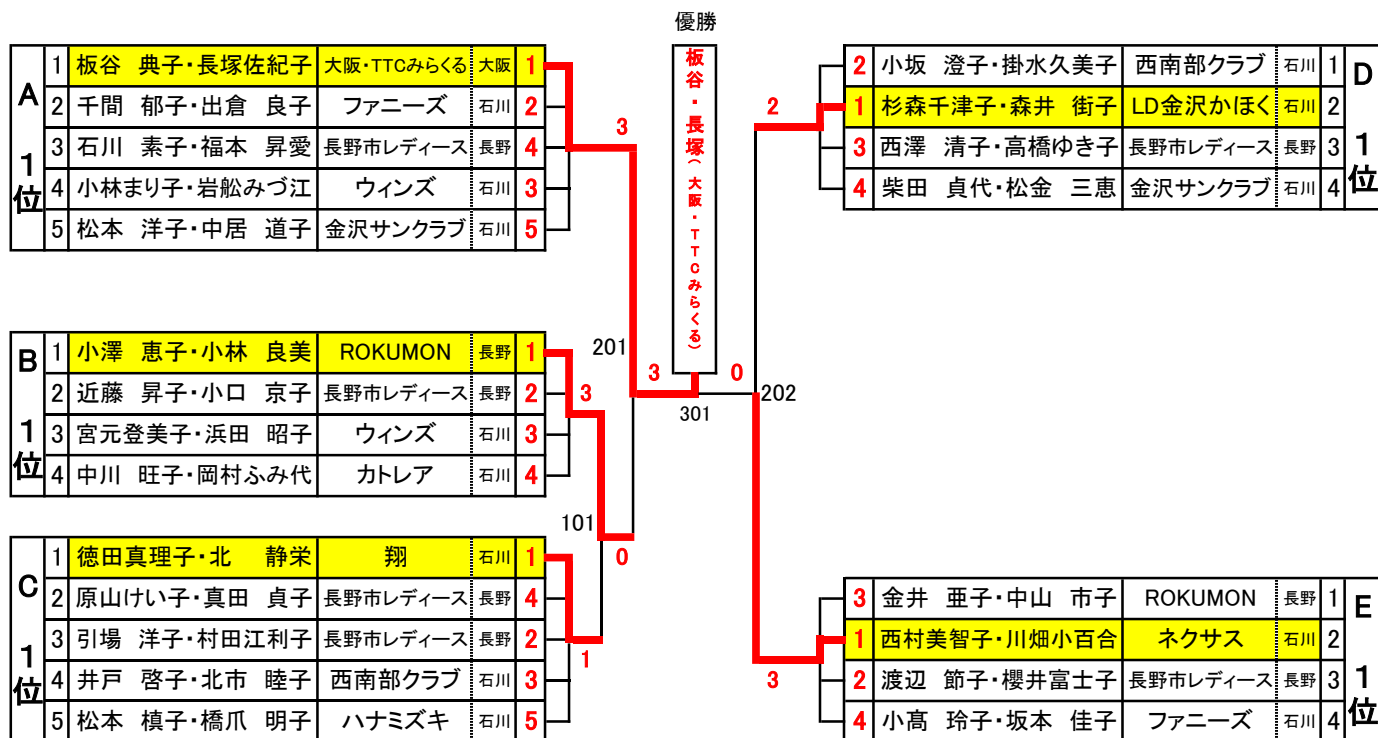 優勝
板谷・長塚(大阪・TTCみらくる)
A 1位
1 板谷 典子・長塚佐紀子 大阪・TTCみらくる 大阪 1
2 千間 郁子・出倉 良子 ファニーズ 石川 2
3 石川 素子・福本 昇愛 長野市レディース 長野 4
4 小林まり子・岩舩みづ江 ウィンズ 石川 3
5 松本 洋子・中居 道子 金沢サンクラブ 石川 5
3
B 1位
1 小澤 恵子・小林 良美 ROKUMON 長野 1
2 近藤 昇子・小口 京子 長野市レディース 長野 2
3 宮元登美子・浜田 昭子 ウィンズ 石川 3
4 中川 旺子・岡村ふみ代 カトレア 石川 4
3
201
101
0
C 1位
1 徳田真理子・北 静栄 翔 石川 1
2 原山けい子・真田 貞子 長野市レディース 長野 4
3 引場 洋子・村田江利子 長野市レディース 長野 2
4 井戸 啓子・北市 睦子 西南部クラブ 石川 3
5 松本 槙子・橋爪 明子 ハナミズキ 石川 5
1
3 0
301
202
2
2 小坂 澄子・掛水久美子 西南部クラブ 石川 1
1 杉森千津子・森井 街子 LD金沢かほく 石川 2
3 西澤 清子・高橋ゆき子 長野市レディース 長野 3
4 柴田 貞代・松金 三恵 金沢サンクラブ 石川 4
D 1位
3 金井 亜子・中山 市子 ROKUMON 長野 1
1 西村美智子・川畑小百合 ネクサス 石川 2
2 渡辺 節子・櫻井富士子 長野市レディース 長野 3
4 小髙 玲子・坂本 佳子 ファニーズ 石川 4
E 1位
3